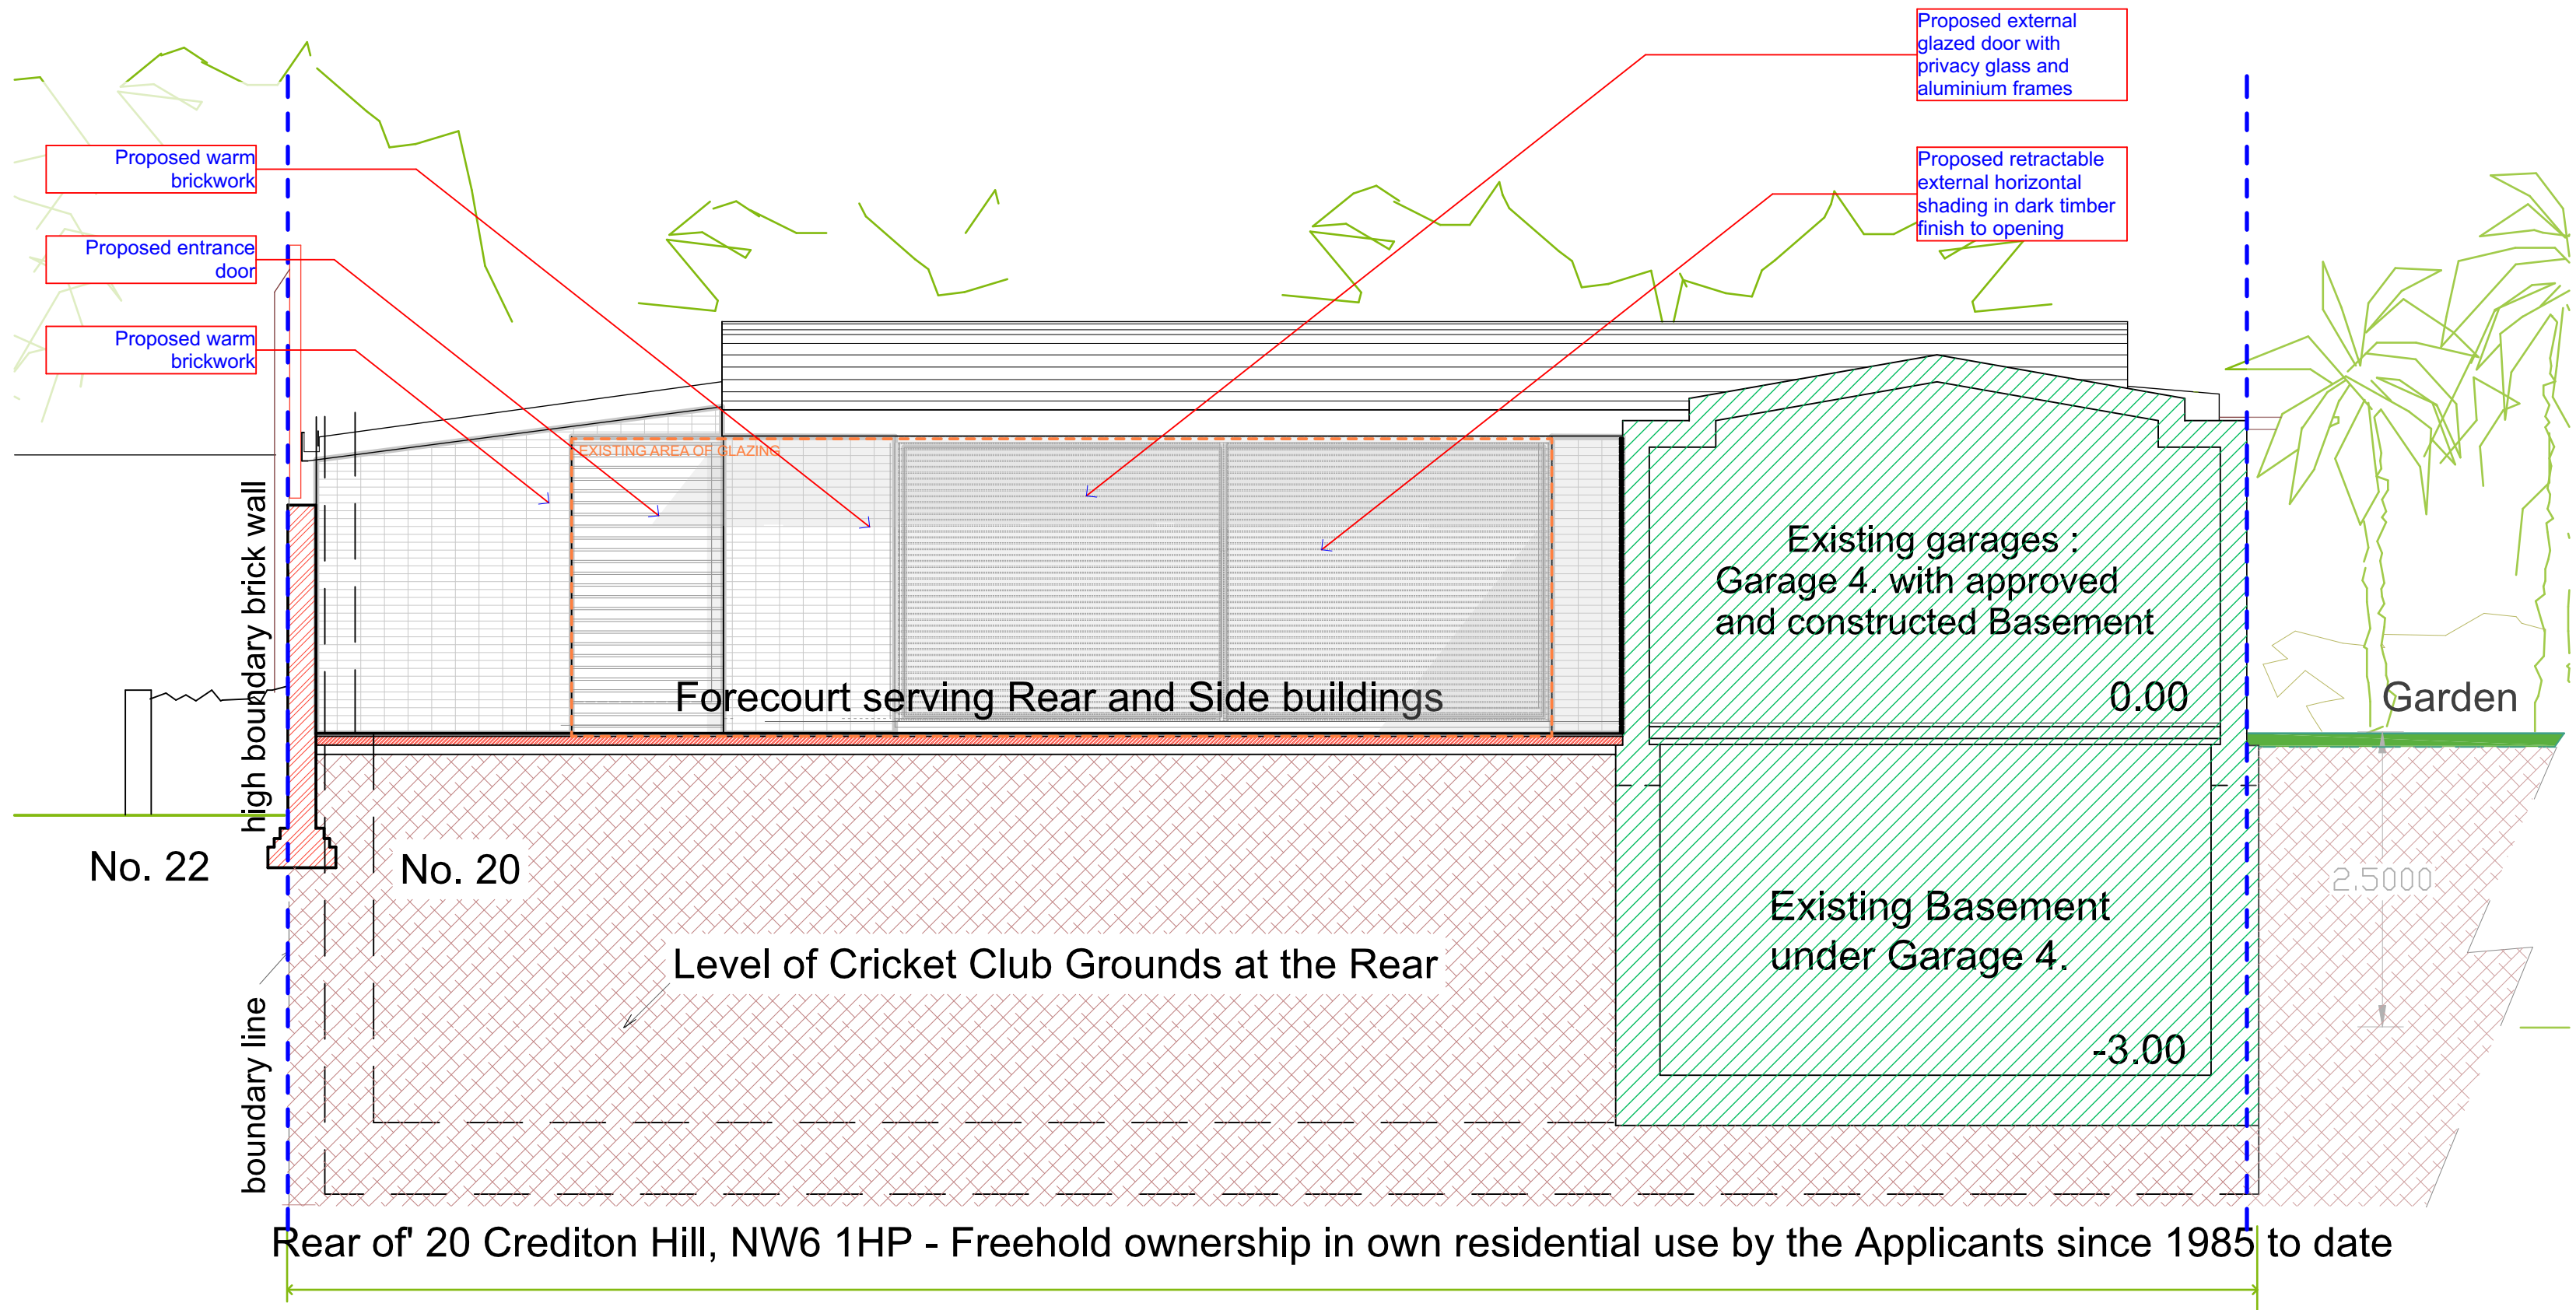 Proposed external
glazed door with
privacy glass and
aluminium frames
Proposed warm
brickwork
Proposed retractable
external horizontal
shading in dark timber
finish to opening
Proposed entrance
door
Proposed warm
brickwork
EXISTING AREA OF GLAZING
high boundary brick wall
Existing garages :
Garage 4. with approved
and constructed Basement
Forecourt serving Rear and Side buildings
0.00
Garden
No. 22
No. 20
2.5000
Existing Basement
under Garage 4.
Level of Cricket Club Grounds at the Rear
-3.00
boundary line
Rear of' 20 Crediton Hill, NW6 1HP - Freehold ownership in own residential use by the Applicants since 1985 to date